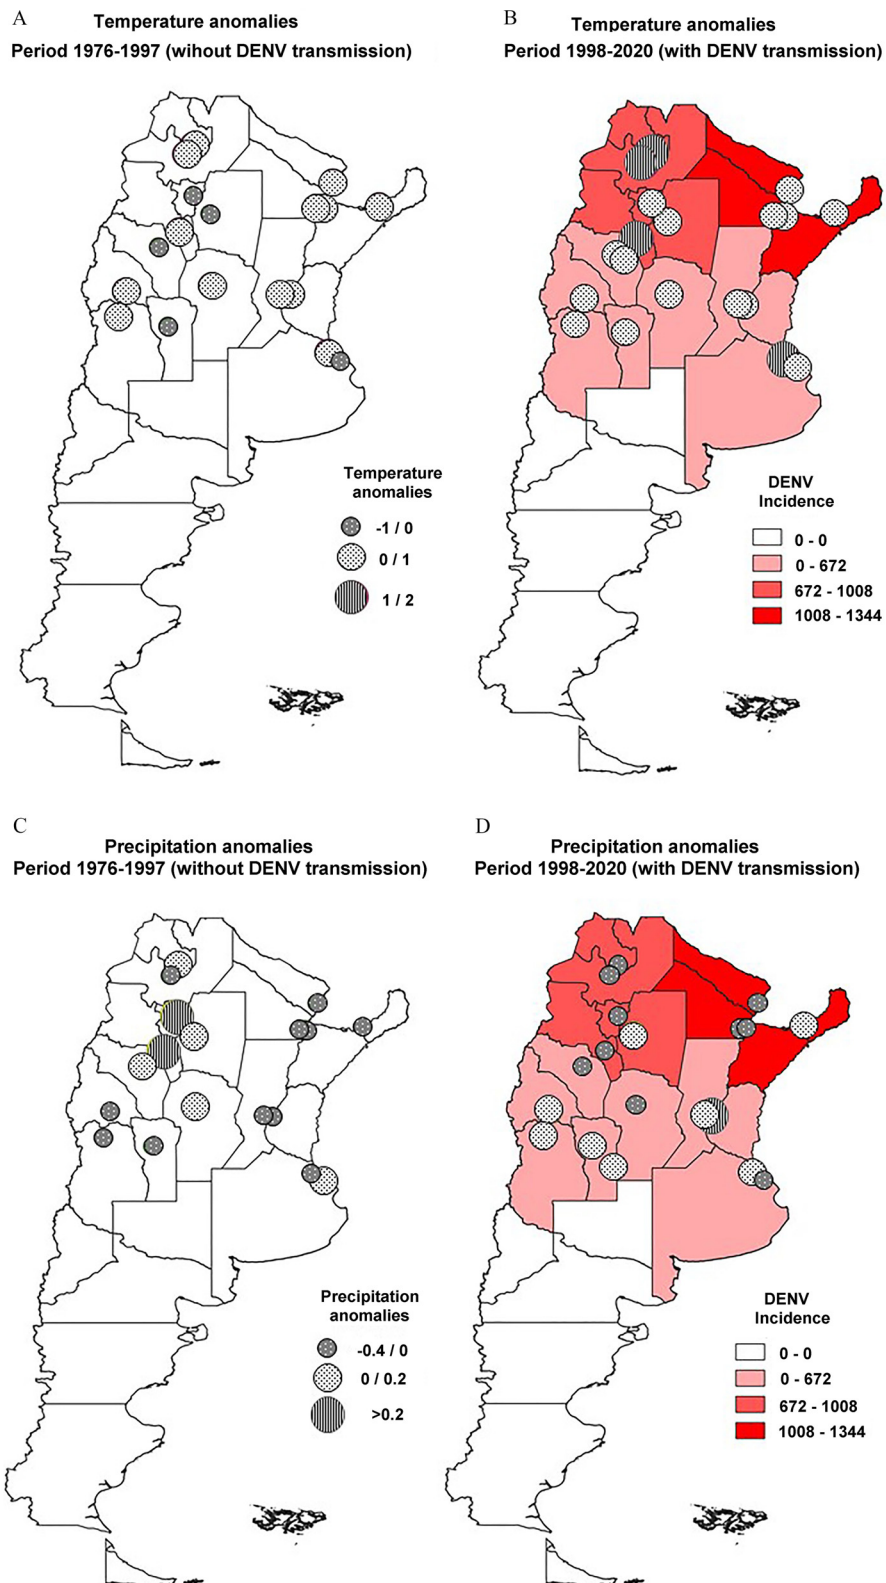 A
Temperature anomalies
Period 1976-1997 (wihout DENV transmission)
Temperature
anomalies
-1 / 0
0 / 1
1 / 2
B
Temperature anomalies
Period 1998-2020 (with DENV transmission)
DENV
Incidence
0 - 0
0 - 672
672 - 1008
1008 - 1344
C
Precipitation anomalies
Period 1976-1997 (without DENV transmission)
Precipitation
anomalies
-0.4 / 0
0 / 0.2
>0.2
D
Precipitation anomalies
Period 1998-2020 (with DENV transmission)
DENV
Incidence
0 - 0
0 - 672
672 - 1008
1008 - 1344